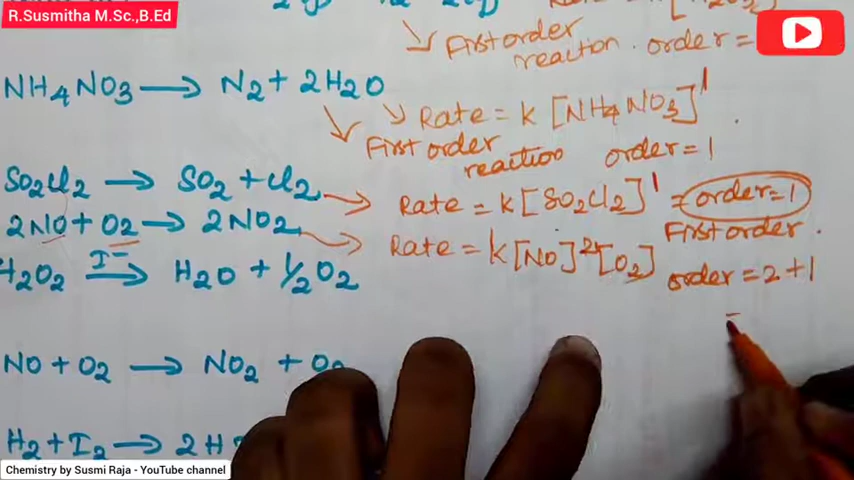 R.Susmitha M.Sc.,B.Ed
First order
reaction. order =
NH4NO3 → N2 + 2H2O
Rate = k [NH4NO3]¹
First order
reaction order = 1
SO2Cl2 → SO2 + Cl2
Rate = k [SO2Cl2]¹ = order = 1
First order.
2NO + O2 → 2NO2
Rate = k [NO]² [O2]
order = 2 + 1
H2O2 I⁻ → H2O + 1/2 O2
=
NO + O2 → NO2 +
H2 + I2 → 2H
Chemistry by Susmi Raja - YouTube channel